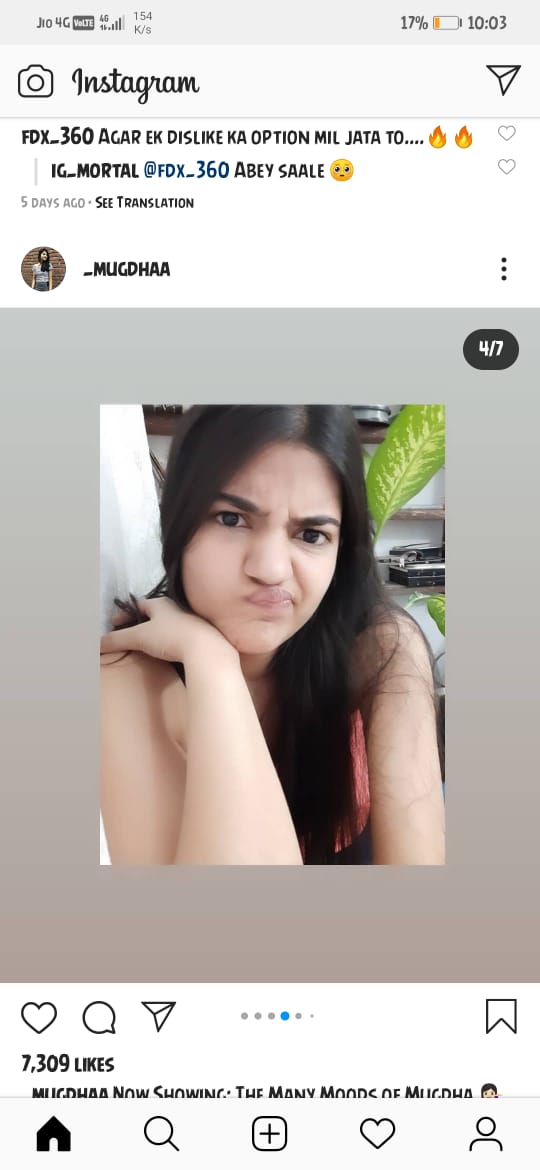 Jio 4G VoLTE 4G 154 K/s 17% 10:03
Instagram
fdx_360 Agar ek dislike ka option mil jata to....🔥 🔥
ig_mortal @fdx_360 Abey saale 🥺
5 days ago · See Translation
_mugdhaa
4/7
7,309 likes
_mugdhaa Now Showing: The Many Moods of Mugdha 💁🏻‍♀️